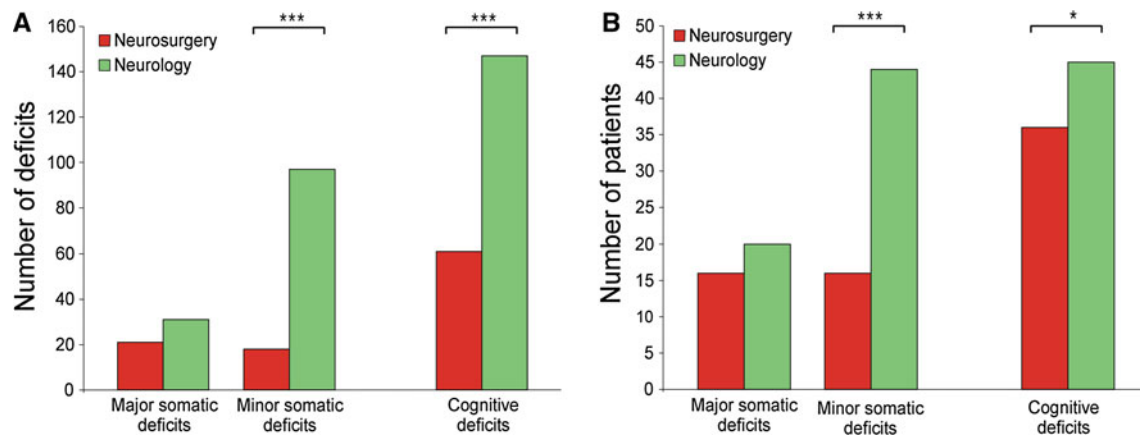 A
Number of deficits
160
140
120
100
80
60
40
20
0
Neurosurgery
Neurology
***
***
Major somatic
deficits
Minor somatic
deficits
Cognitive
deficits
B
Number of patients
50
45
40
35
30
25
20
15
10
5
0
Neurosurgery
Neurology
***
*
Major somatic
deficits
Minor somatic
deficits
Cognitive
deficits